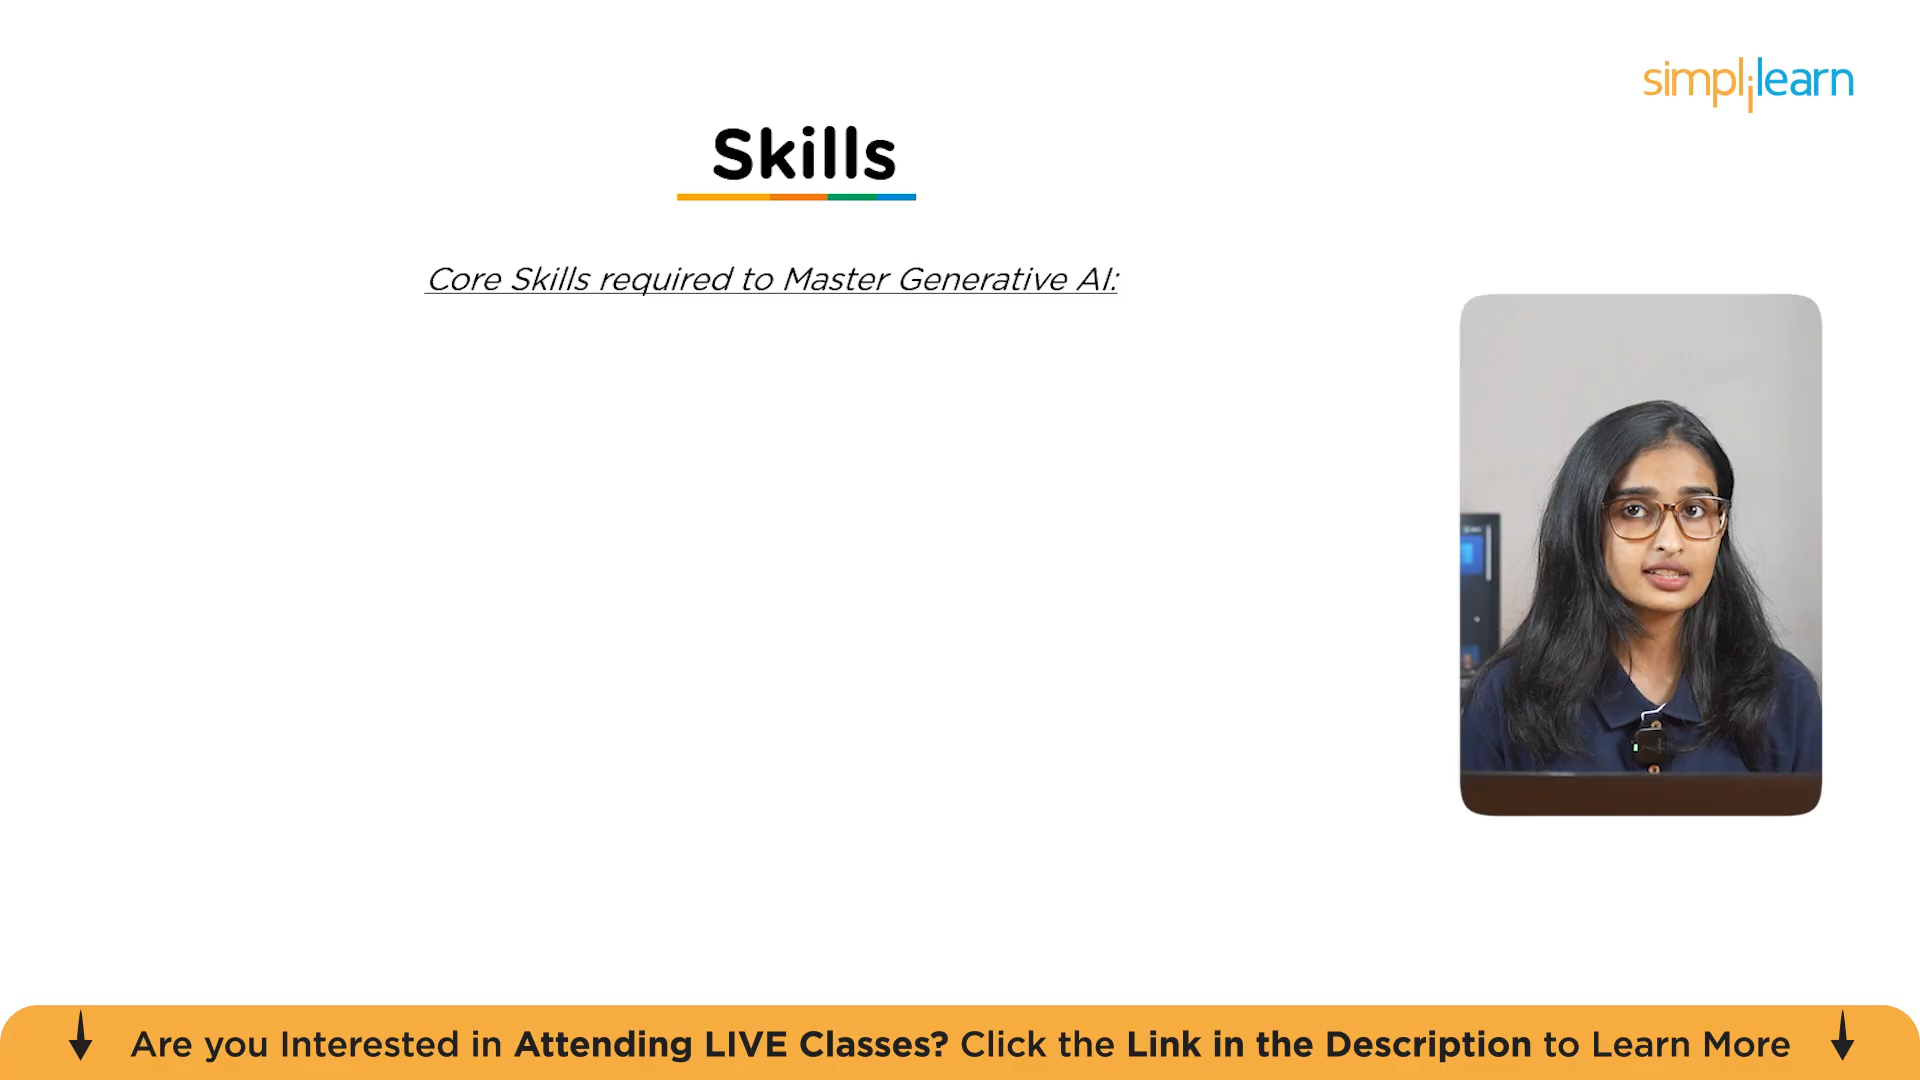 simplilearn
Skills
Core Skills required to Master Generative AI:
Are you Interested in Attending LIVE Classes? Click the Link in the Description to Learn More